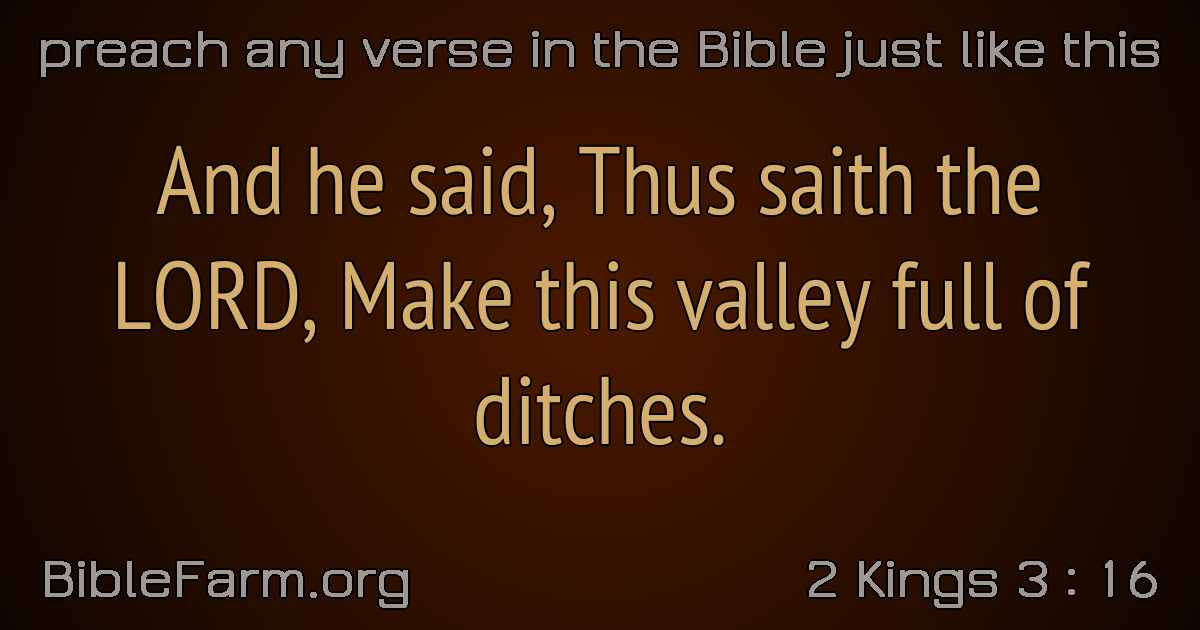 preach any verse in the Bible just like this
And he said, Thus saith the
LORD, Make this valley full of
ditches.
BibleFarm.org
2 Kings 3 : 16